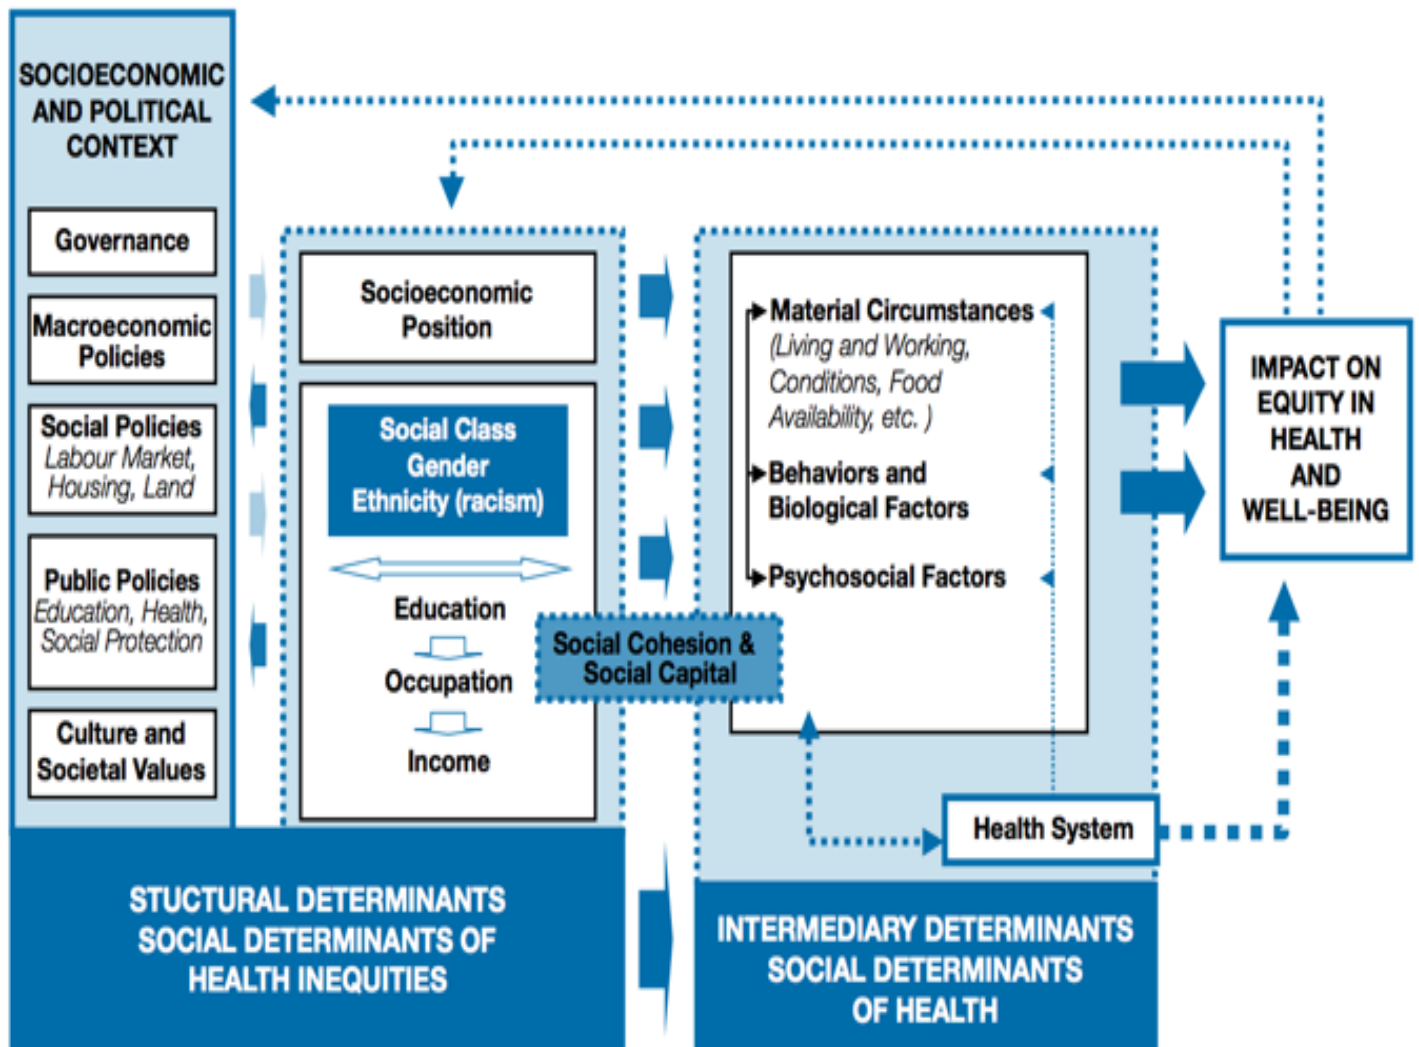 SOCIOECONOMIC
AND POLITICAL
CONTEXT
Governance
Macroeconomic
Policies
Social Policies
Labour Market,
Housing, Land
Public Policies
Education, Health,
Social Protection
Culture and
Societal Values
Socioeconomic
Position
Social Class
Gender
Ethnicity (racism)
Education
Occupation
Income
Social Cohesion &
Social Capital
Material Circumstances
(Living and Working,
Conditions, Food
Availability, etc. )
Behaviors and
Biological Factors
Psychosocial Factors
Health System
IMPACT ON
EQUITY IN
HEALTH
AND
WELL-BEING
STUCTURAL DETERMINANTS
SOCIAL DETERMINANTS OF
HEALTH INEQUITIES
INTERMEDIARY DETERMINANTS
SOCIAL DETERMINANTS
OF HEALTH